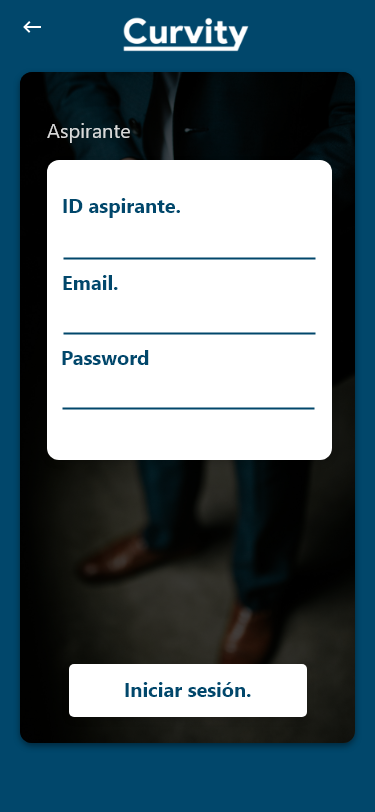 Curvity
Aspirante
ID aspirante.
Email.
Password
Iniciar sesión.